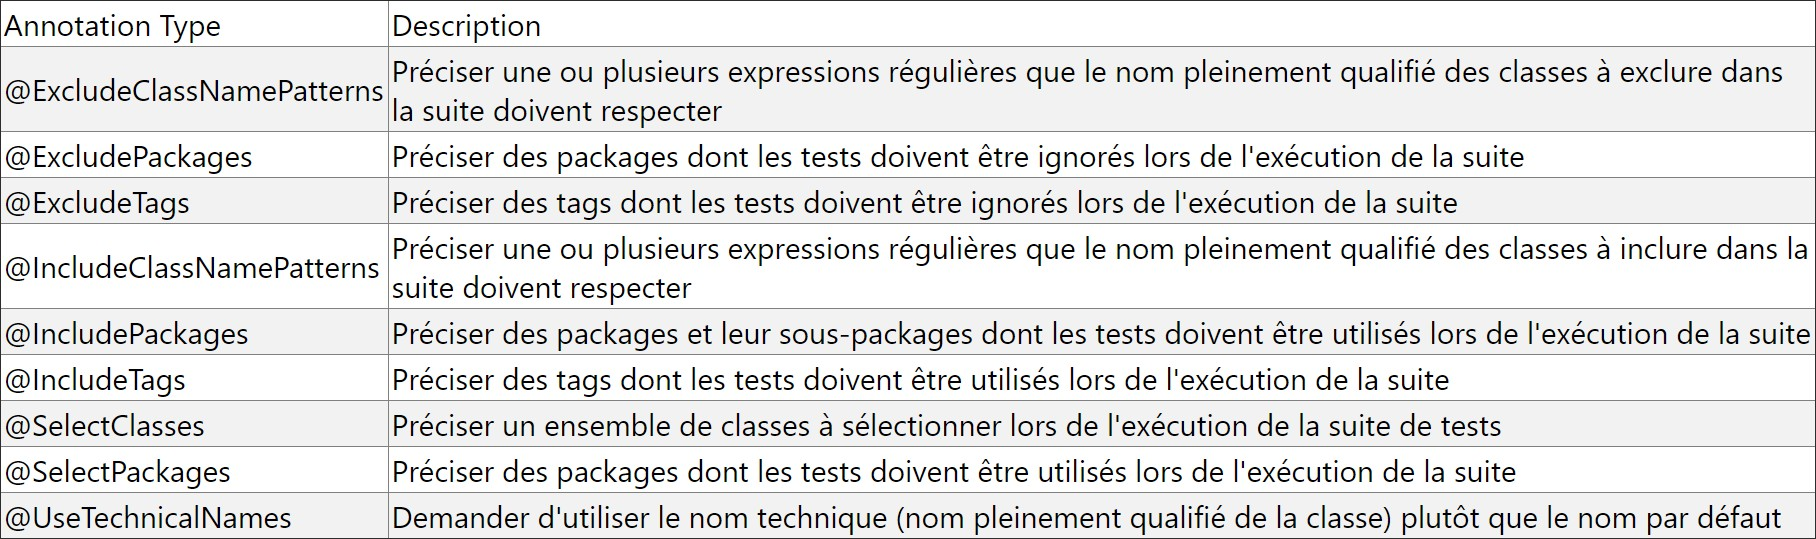 Annotation Type
Description
@ExcludeClassNamePatterns
Préciser une ou plusieurs expressions régulières que le nom pleinement qualifié des classes à exclure dans
la suite doivent respecter
@ExcludePackages
Préciser des packages dont les tests doivent être ignorés lors de l'exécution de la suite
@ExcludeTags
Préciser des tags dont les tests doivent être ignorés lors de l'exécution de la suite
@IncludeClassNamePatterns
Préciser une ou plusieurs expressions régulières que le nom pleinement qualifié des classes à inclure dans la
suite doivent respecter
@IncludePackages
Préciser des packages et leur sous-packages dont les tests doivent être utilisés lors de l'exécution de la suite
@IncludeTags
Préciser des tags dont les tests doivent être utilisés lors de l'exécution de la suite
@SelectClasses
Préciser un ensemble de classes à sélectionner lors de l'exécution de la suite de tests
@SelectPackages
Préciser des packages dont les tests doivent être utilisés lors de l'exécution de la suite
@UseTechnicalNames
Demander d'utiliser le nom technique (nom pleinement qualifié de la classe) plutôt que le nom par défaut